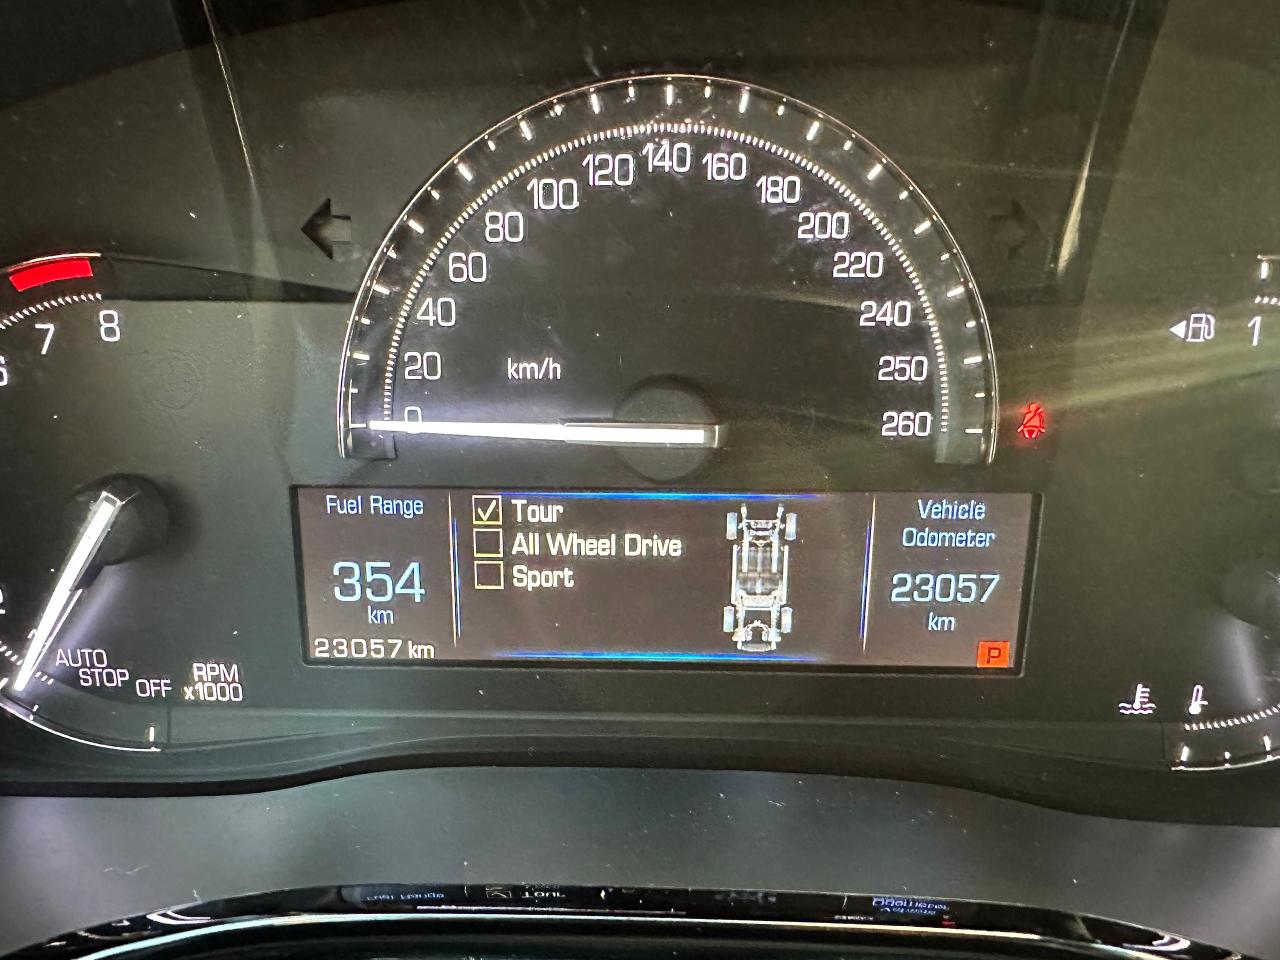 140
120
160
100
180
80
200
60
220
7
8
40
240
1
20
km/h
250
0
260
Fuel Range
354
km
23057 km
Tour
All Wheel Drive
Sport
Vehicle
Odometer
23057
km
P
AUTO
STOP
OFF
RPM
x1000